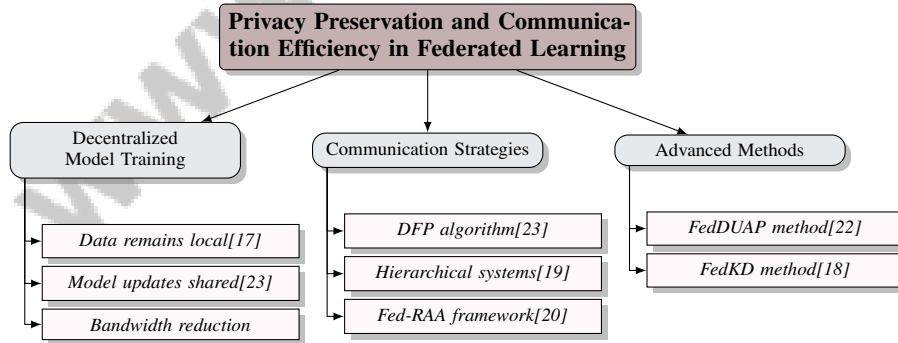 Privacy Preservation and Communica-
tion Efficiency in Federated Learning
Decentralized
Model Training
Data remains local[17]
Model updates shared[23]
Bandwidth reduction
Communication Strategies
DFP algorithm[23]
Hierarchical systems[19]
Fed-RAA framework[20]
Advanced Methods
FedDUAP method[22]
FedKD method[18]